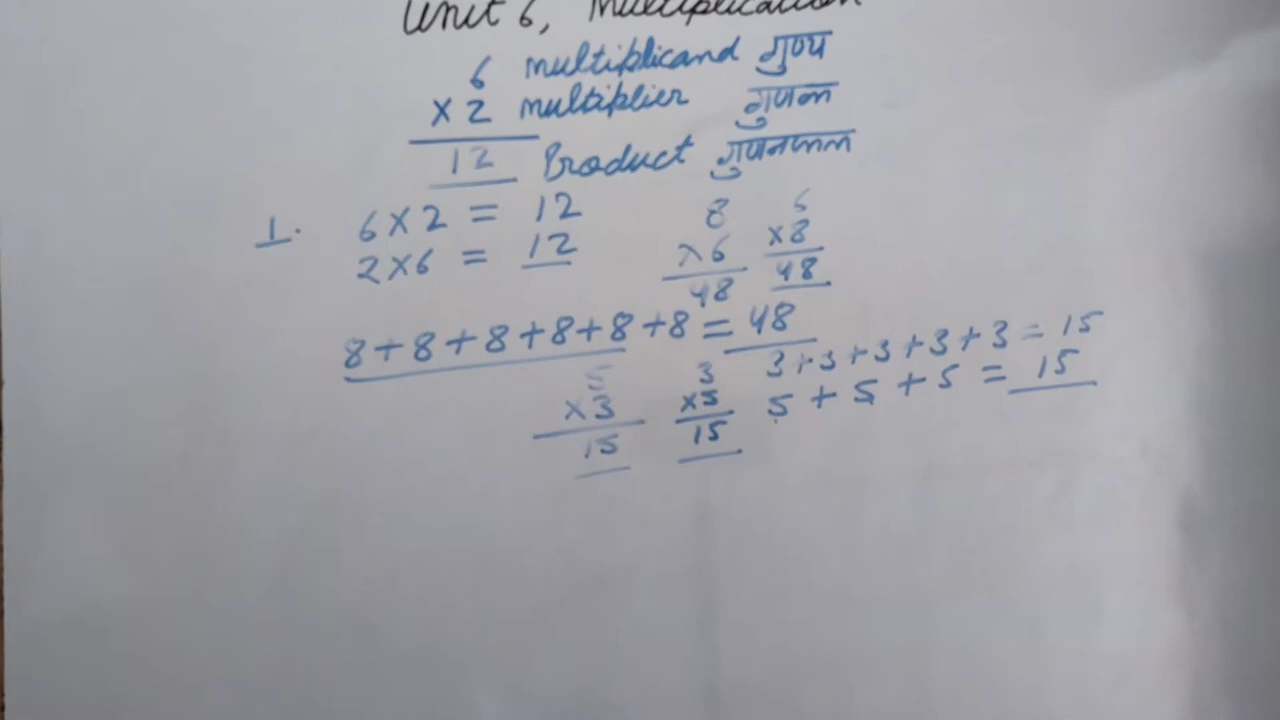 Unit 6, Multiplication
6 multiplicand गुण्य
× 2 multiplier गुणक
12 Product गुणनफल
1. 6 × 2 = 12
2 × 6 = 12
8
× 6
48
6
× 8
48
8 + 8 + 8 + 8 + 8 + 8 = 48
3 + 3 + 3 + 3 + 3 = 15
5 + 5 + 5 = 15
5
× 3
15
3
× 5
15